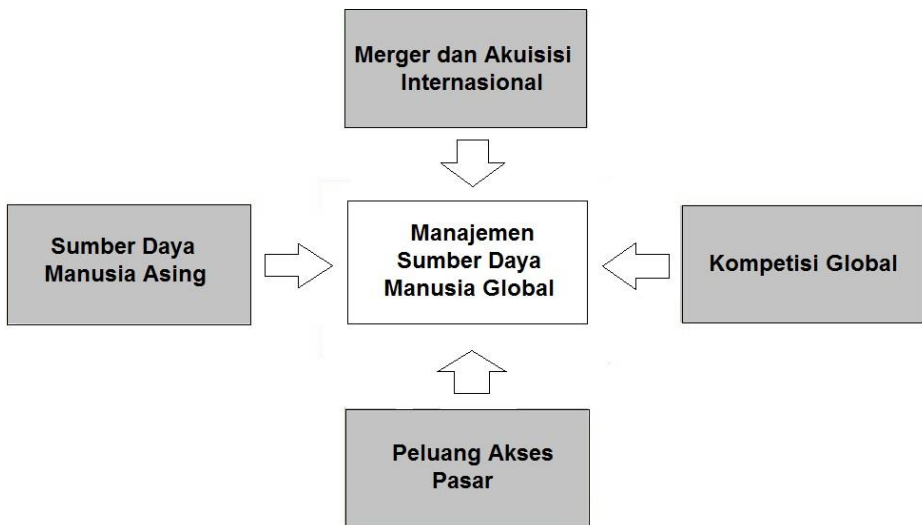 Merger dan Akuisisi
Internasional
Sumber Daya
Manusia Asing
Manajemen
Sumber Daya
Manusia Global
Kompetisi Global
Peluang Akses
Pasar